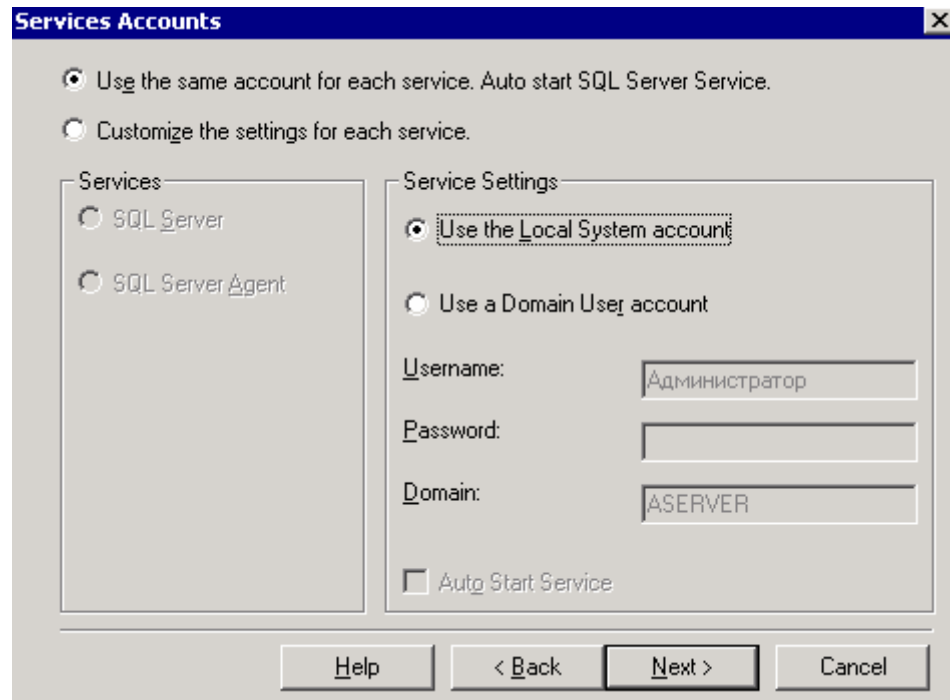 Services Accounts
Use the same account for each service. Auto start SQL Server Service.
Customize the settings for each service.
Services
SQL Server
SQL Server Agent
Service Settings
Use the Local System account
Use a Domain User account
Username:
Администратор
Password:
Domain:
ASERVER
Auto Start Service
Help
< Back
Next >
Cancel